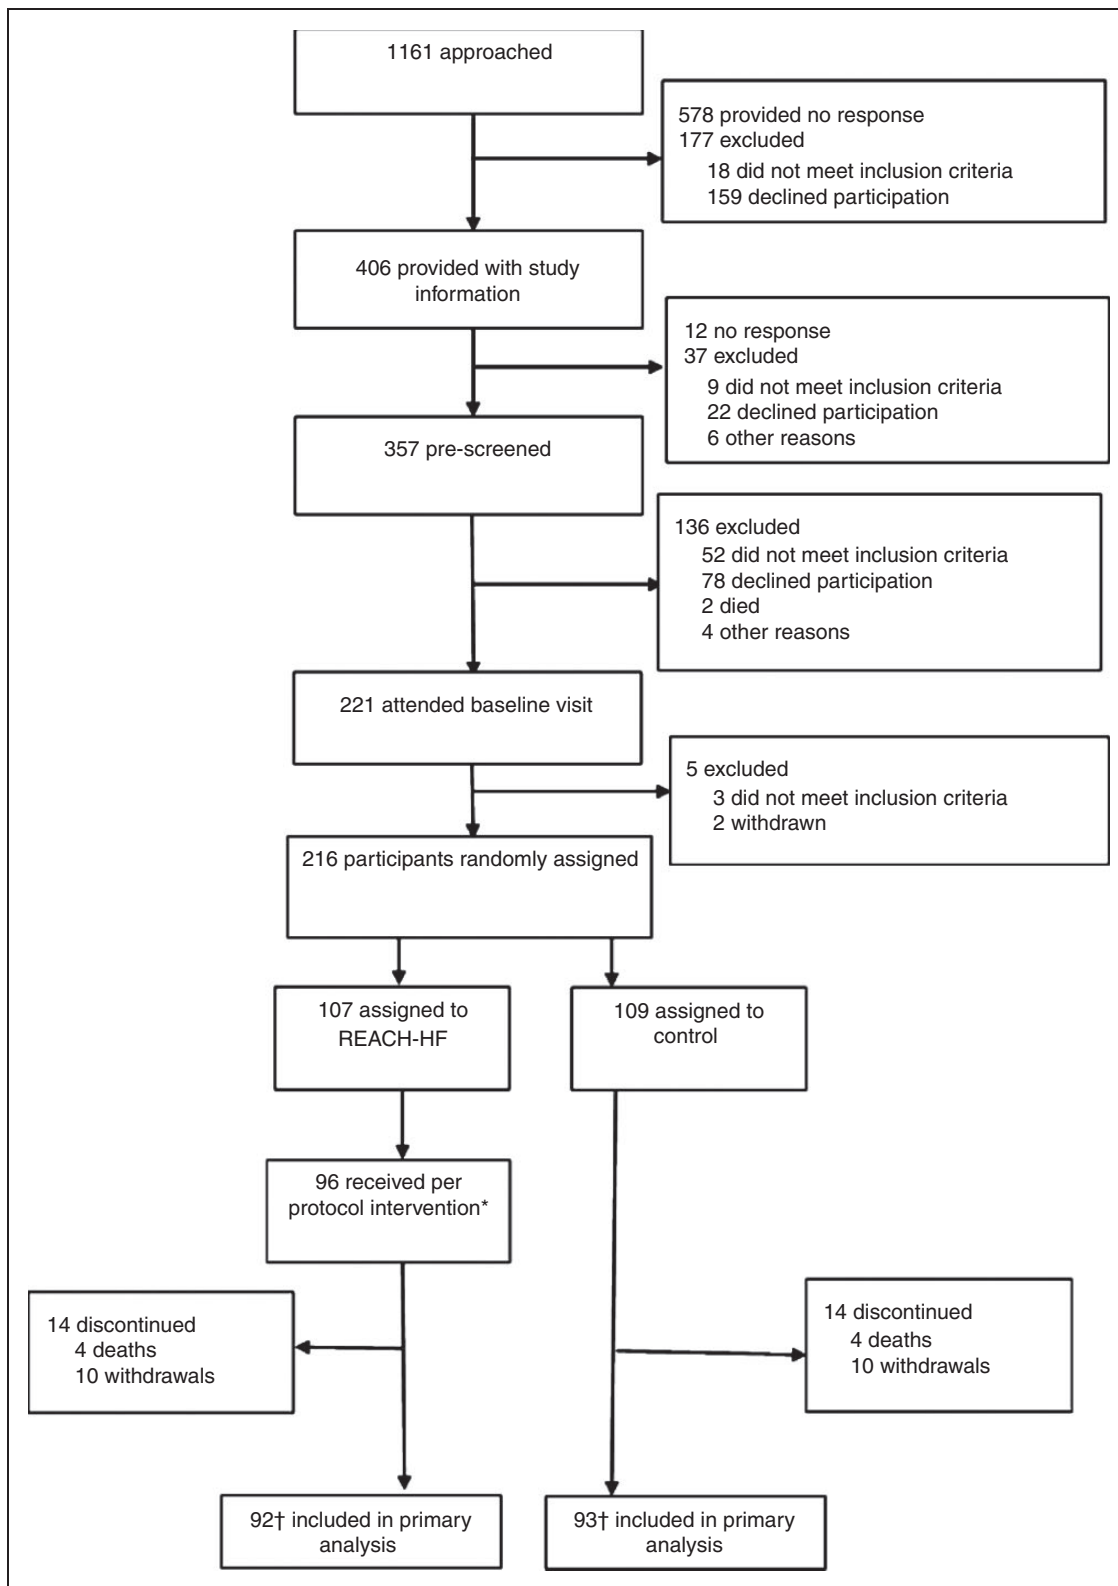 1161 approached
578 provided no response
177 excluded
18 did not meet inclusion criteria
159 declined participation
406 provided with study
information
12 no response
37 excluded
9 did not meet inclusion criteria
22 declined participation
6 other reasons
357 pre-screened
136 excluded
52 did not meet inclusion criteria
78 declined participation
2 died
4 other reasons
221 attended baseline visit
5 excluded
3 did not meet inclusion criteria
2 withdrawn
216 participants randomly assigned
107 assigned to
REACH-HF
109 assigned to
control
96 received per
protocol intervention*
14 discontinued
4 deaths
10 withdrawals
14 discontinued
4 deaths
10 withdrawals
92† included in primary
analysis
93† included in primary
analysis